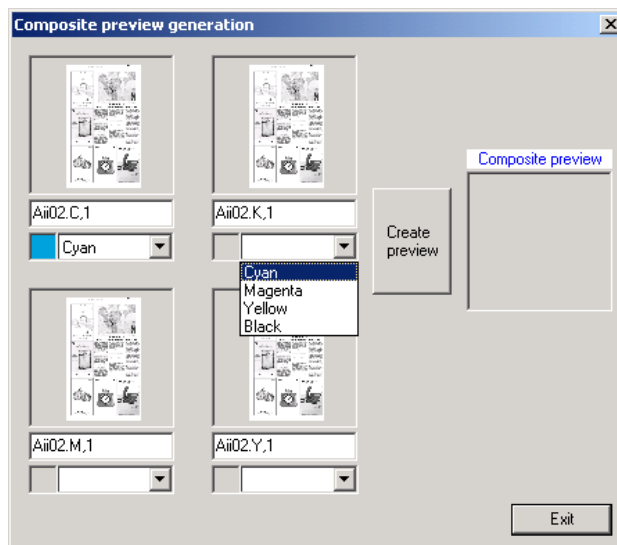 Composite preview generation
Aii02.C,1
Cyan
Aii02.K,1
Cyan
Magenta
Yellow
Black
Aii02.M,1
Aii02.Y,1
Create
preview
Composite preview
Exit